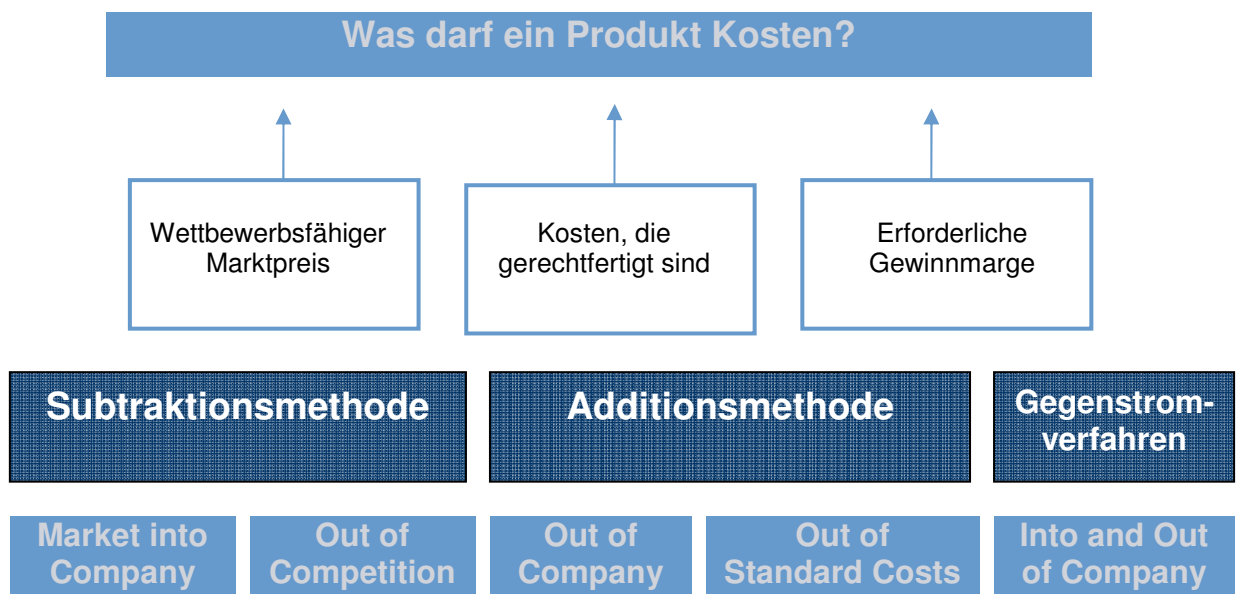 Was darf ein Produkt Kosten?
Wettbewerbsfähiger
Marktpreis
Kosten, die
gerechtfertigt sind
Erforderliche
Gewinnmarge
Subtraktionsmethode
Additionsmethode
Gegenstrom-
verfahren
Market into
Company
Out of
Competition
Out of
Company
Out of
Standard Costs
Into and Out
of Company